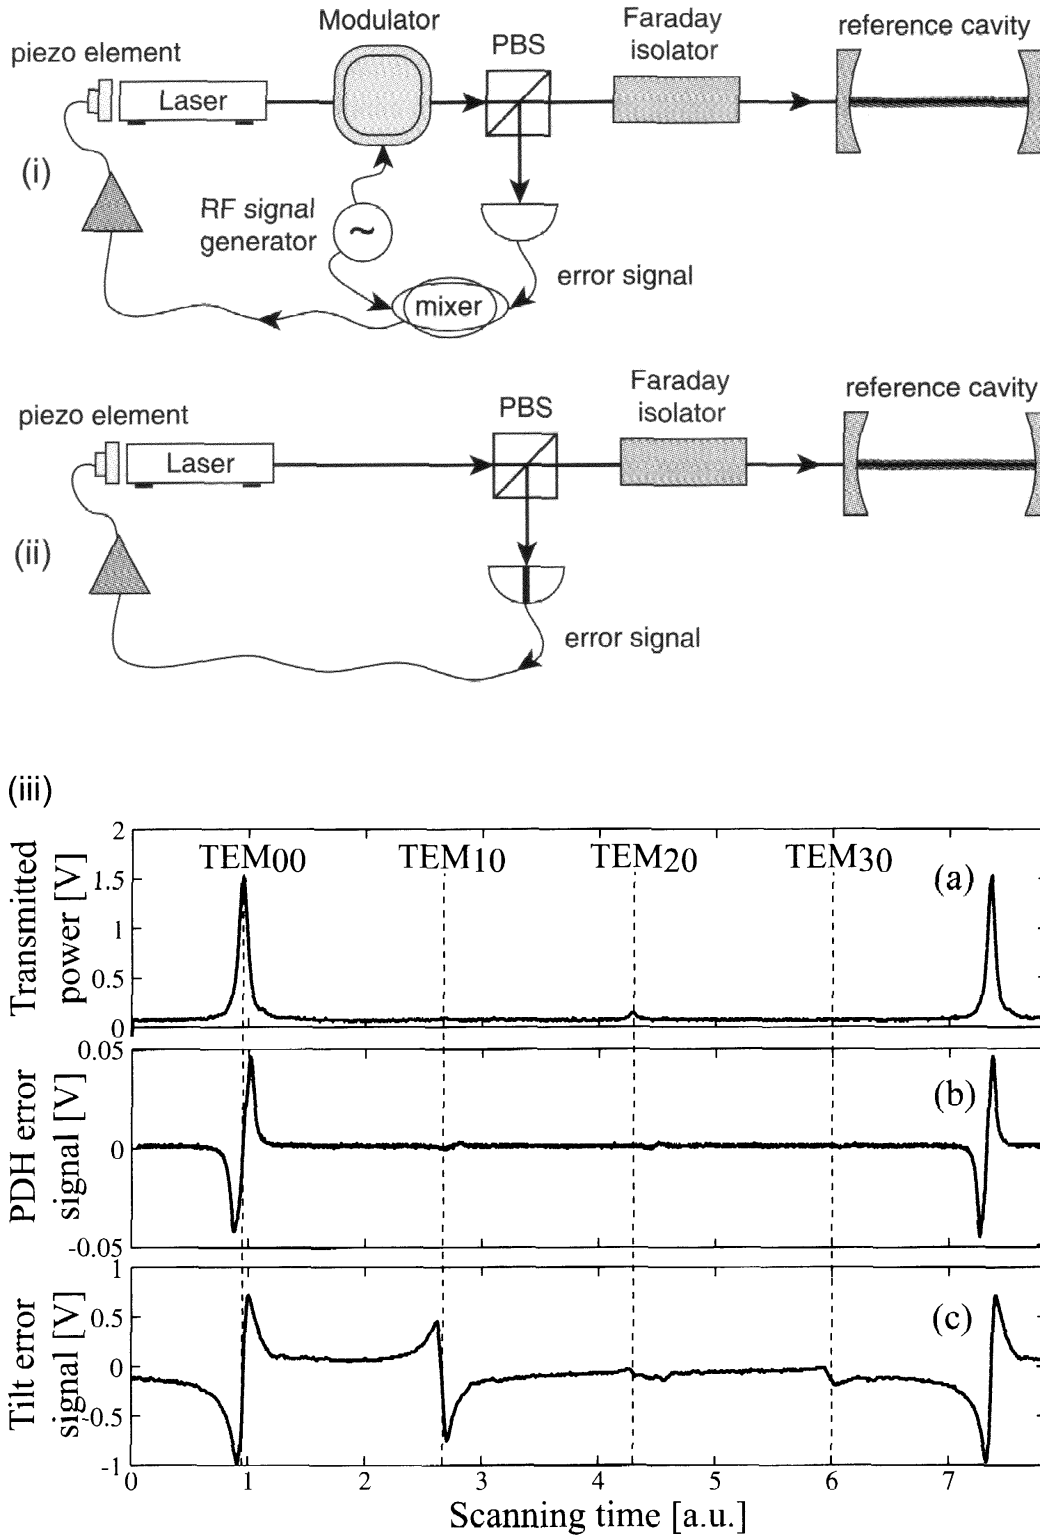 Modulator
piezo element
PBS
Faraday
isolator
reference cavity
Laser
(i)
RF signal
generator
~
error signal
mixer
Faraday
isolator
reference cavity
piezo element
PBS
Laser
(ii)
error signal
(iii)
Transmitted
power [V]
2
1.5
1
0.5
0
TEM00
TEM10
TEM20
TEM30
(a)
PDH error
signal [V]
0.05
0
-0.05
(b)
Tilt error
signal [V]
1
0.5
0
-0.5
-1
(c)
0 1 2 3 4 5 6 7
Scanning time [a.u.]